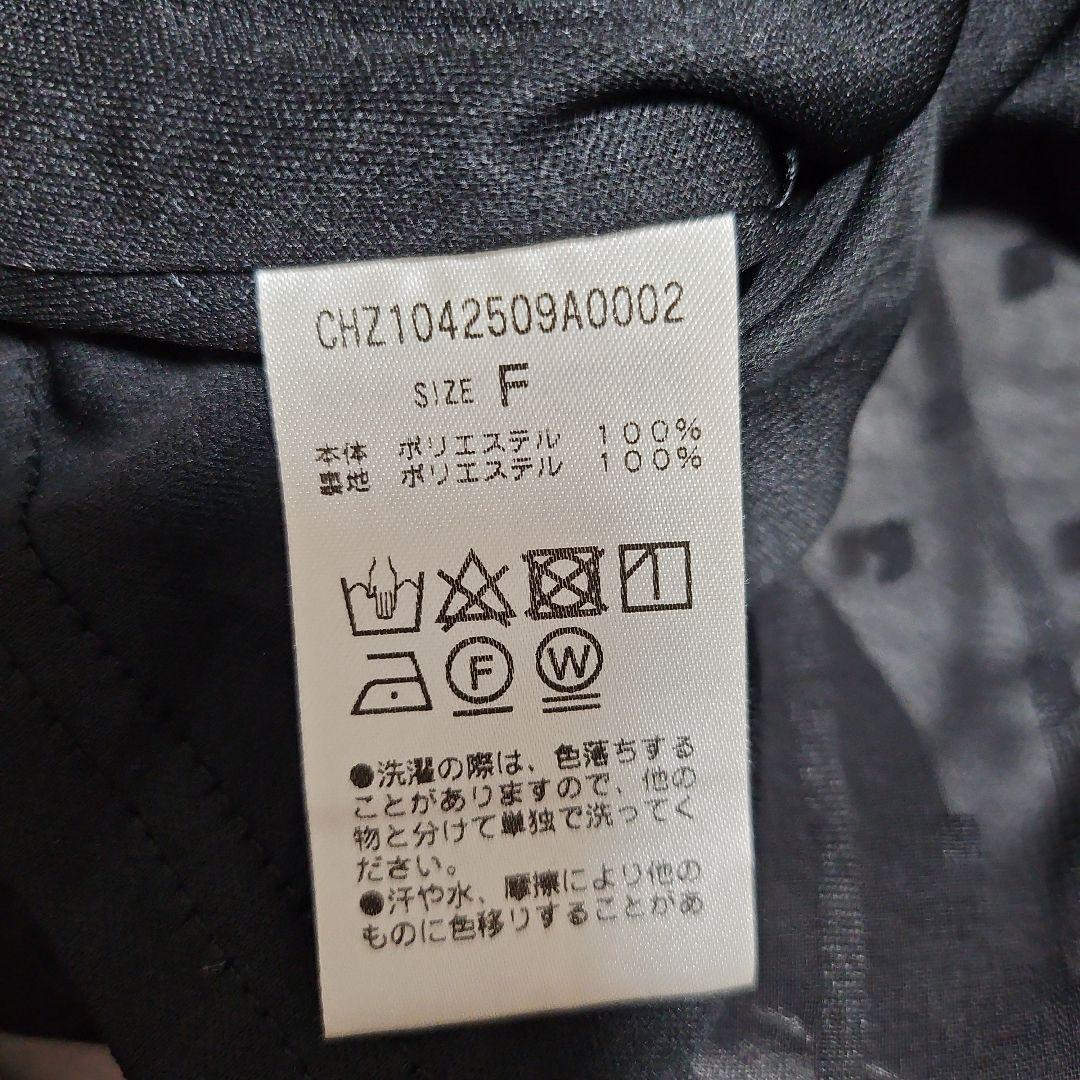 CHZ1042509A0002
SIZE F
本体 ポリエステル 100%
裏地 ポリエステル 100%
F W
●洗濯の際は、色落ちする
ことがありますので、他の
物と分けて単独で洗ってく
ださい。
●汗や水、摩擦により他の
ものに色移りすることがあ